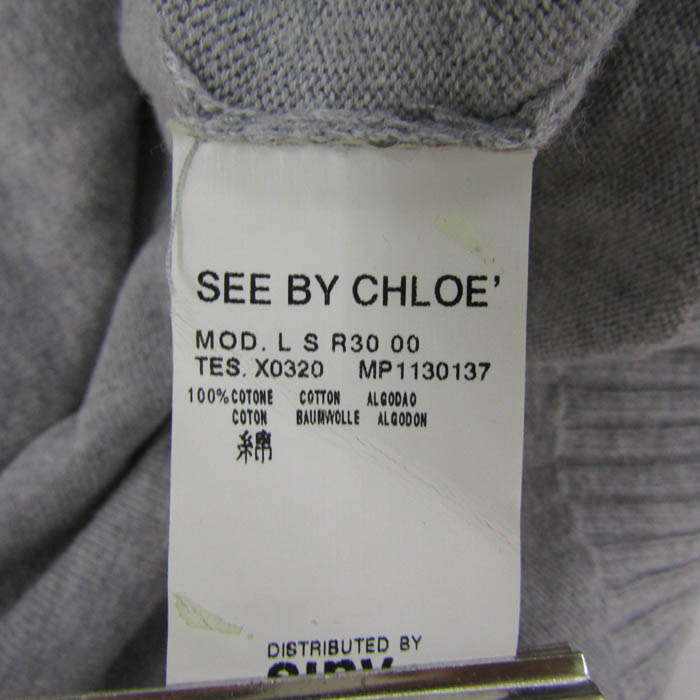 SEE BY CHLOE'
MOD. L S R30 00
TES. X0320 MP1130137
100% COTONE COTTON ALGODAO
COTON BAUMWOLLE ALGODON
綿
DISTRIBUTED BY